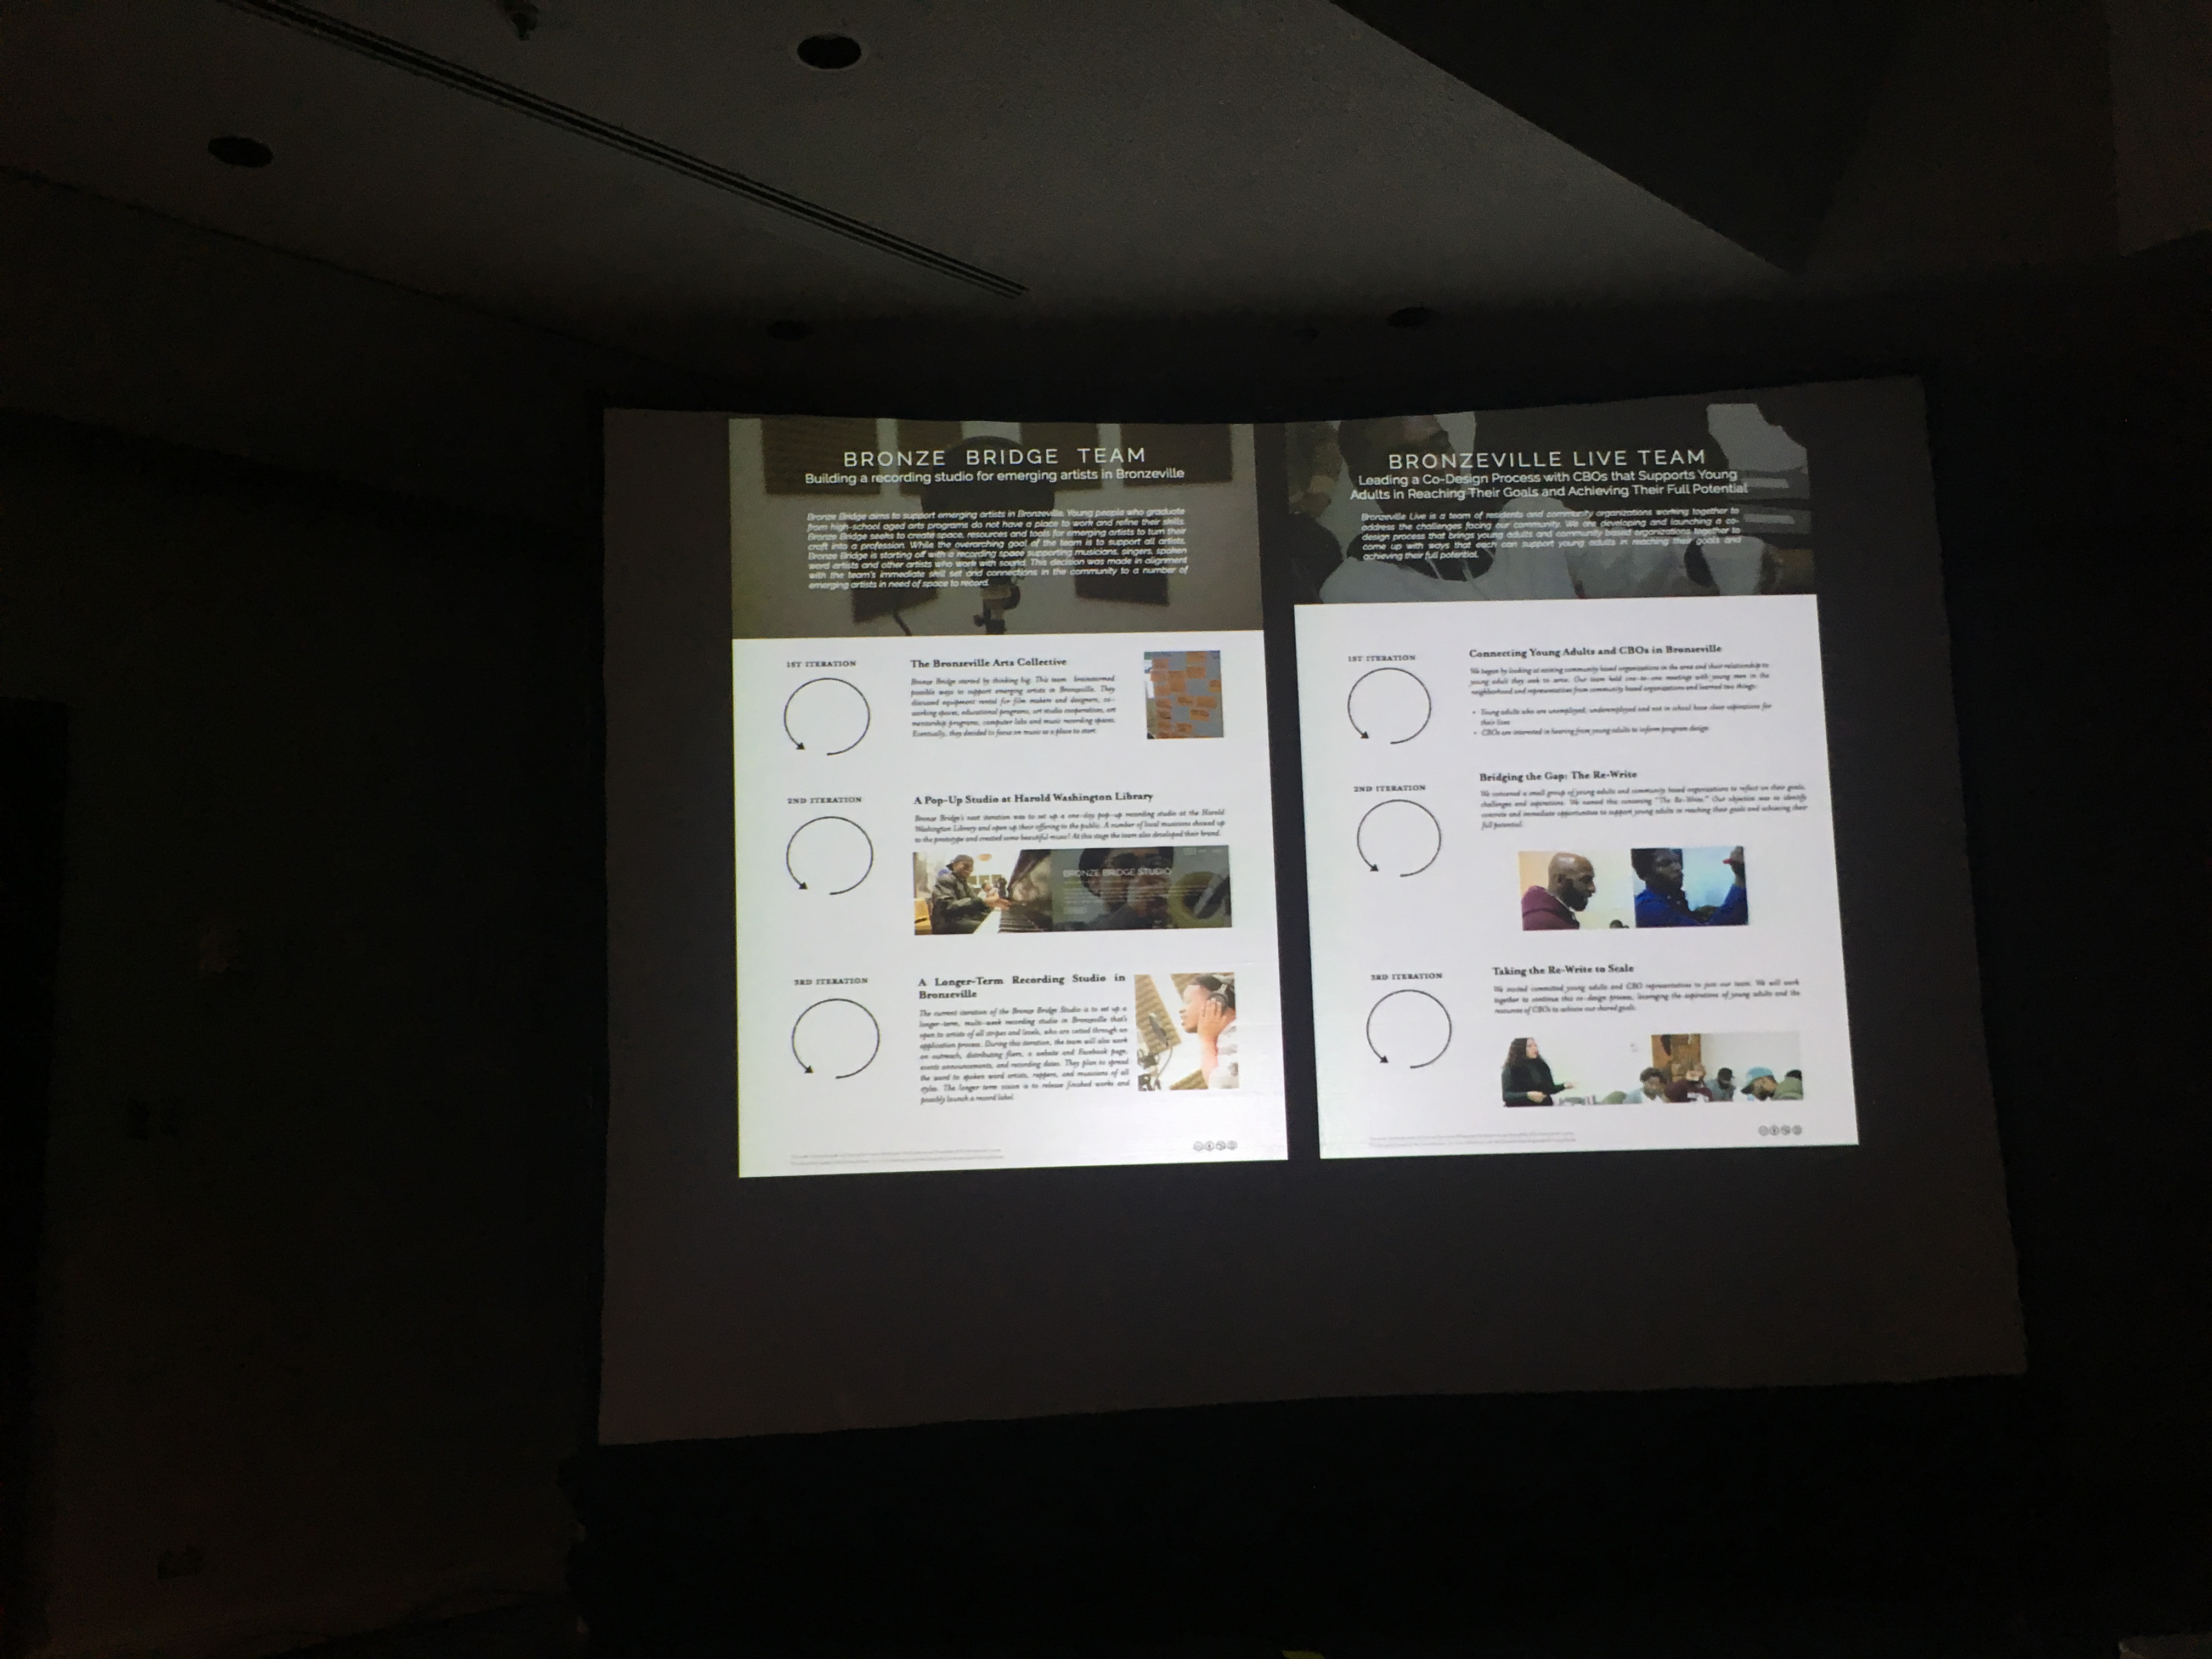 BRONZE BRIDGE TEAM
Building a recording studio for emerging artists in Bronzeville
Bronze Bridge aims to support emerging artists in Bronzeville. Young people who graduate
from high-school aged arts programs do not have a place to work and refine their skills.
Bronze Bridge seeks to create space, resources and tools for emerging artists to turn their
craft into a profession. While the overarching goal of the team is to support all artists,
Bronze Bridge is starting off with a recording space supporting musicians, singers, spoken
word artists and other artists who work with sound. This decision was made in alignment
with the team's immediate skill set and connections in the community to a number of
emerging artists in need of space to record.
1ST ITERATION
The Bronzeville Arts Collective
Bronze Bridge started by thinking big. This team brainstormed
possible ways to support emerging artists in Bronzeville. They
discussed equipment rental for film makers and designers, co-
working spaces, educational programs, art studio cooperatives, art
mentorship programs, computer labs and music recording spaces.
Eventually, they decided to focus on music as a place to start.
2ND ITERATION
A Pop-Up Studio at Harold Washington Library
Bronze Bridge's next iteration was to set up a one-day pop-up recording studio at the Harold
Washington Library and open up their offering to the public. A number of local musicians showed up
to the prototype and created some beautiful music! At this stage the team also developed their brand.
BRONZE BRIDGE STUDIO
3RD ITERATION
A Longer-Term Recording Studio in
Bronzeville
The current iteration of the Bronze Bridge Studio is to set up a
longer-term, multi-week recording studio in Bronzeville that's
open to artists of all stripes and levels, who are vetted through an
application process. During this iteration, the team will also work
on outreach, distributing fliers, a website and Facebook page,
events announcements, and recording dates. They plan to spread
the word to spoken word artists, rappers, and musicians of all
styles. The longer term vision is to release finished works and
possibly launch a record label.
BRONZEVILLE LIVE TEAM
Leading a Co-Design Process with CBOs that Supports Young
Adults in Reaching Their Goals and Achieving Their Full Potential
Bronzeville Live is a team of residents and community organizations working together to
address the challenges facing our community. We are developing and launching a co-
design process that brings young adults and community based organizations together to
come up with ways that each can support young adults in reaching their goals and
achieving their full potential.
1ST ITERATION
Connecting Young Adults and CBOs in Bronzeville
We began by looking at existing community based organizations in the area and their relationship to
young adult they seek to serve. Our team held one-to-one meetings with young men in the
neighborhood and representatives from community based organizations and learned two things:
• Young adults who are unemployed, underemployed and not in school have clear aspirations for
their lives
• CBOs are interested in hearing from young adults to inform program design
2ND ITERATION
Bridging the Gap: The Re-Write
We convened a small group of young adults and community based organizations to reflect on their goals,
challenges and aspirations. We named this convening "The Re-Write." Our objective was to identify
concrete and immediate opportunities to support young adults in reaching their goals and achieving their
full potential.
3RD ITERATION
Taking the Re-Write to Scale
We invited committed young adults and CBO representatives to join our team. We will work
together to continue this co-design process, leveraging the aspirations of young adults and the
resources of CBOs to achieve our shared goals.